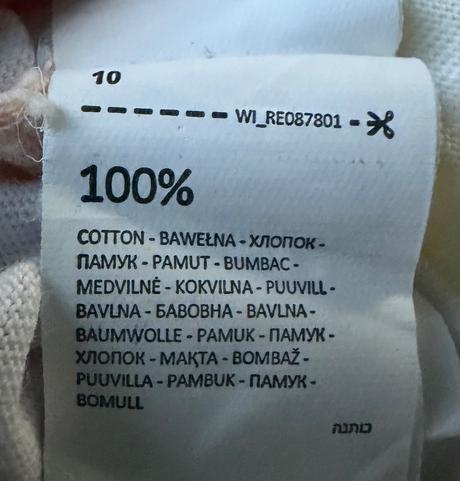 10
------ WI_RE087801 -
100%
COTTON - BAWEŁNA - ХЛОПОК -
ПАМУК - PAMUT - BUMBAC -
MEDVILNĖ - KOKVILNA - PUUVILL -
BAVLNA - БАВОВНА - BAVLNA -
BAUMWOLLE - PAMUK - ПАМУК -
ХЛОПОК - МАҚТА - BOMBAŽ -
PUUVILLA - PAMBUK - ПАМУК -
BOMULL
כותנה